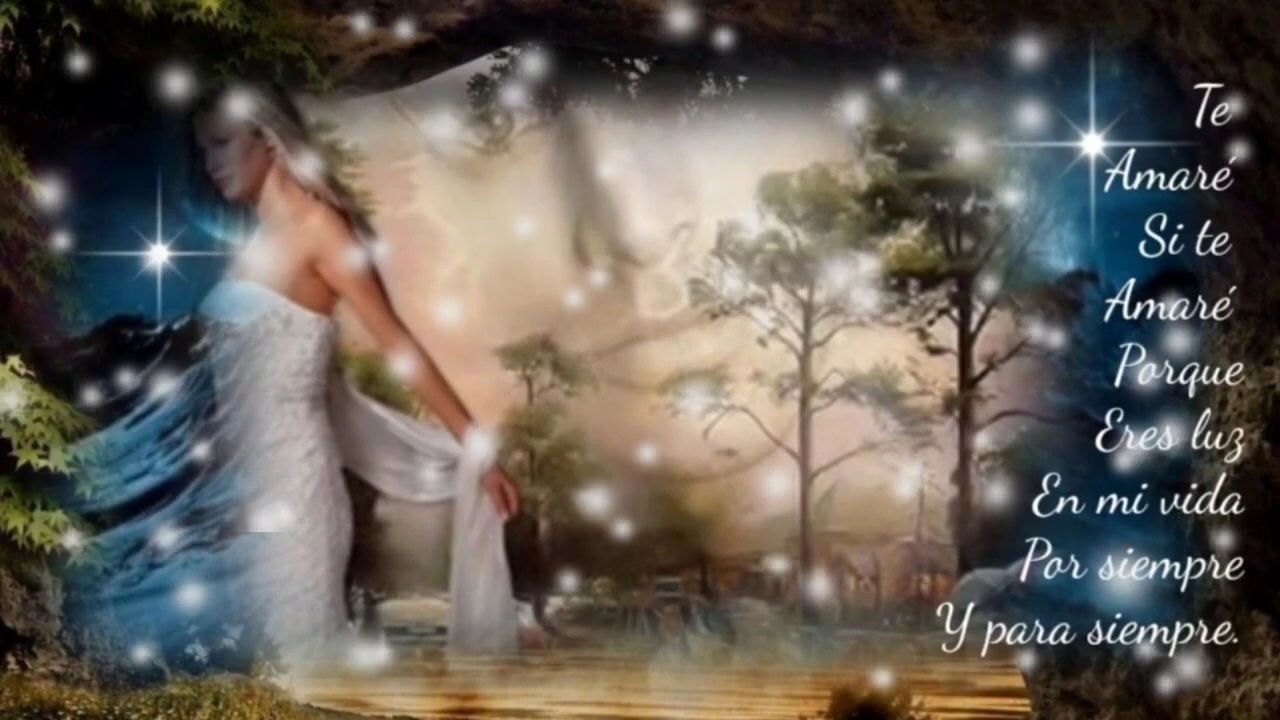 Te
Amaré
Si te
Amaré
Porque
Eres luz
En mi vida
Por siempre
Y para siempre.